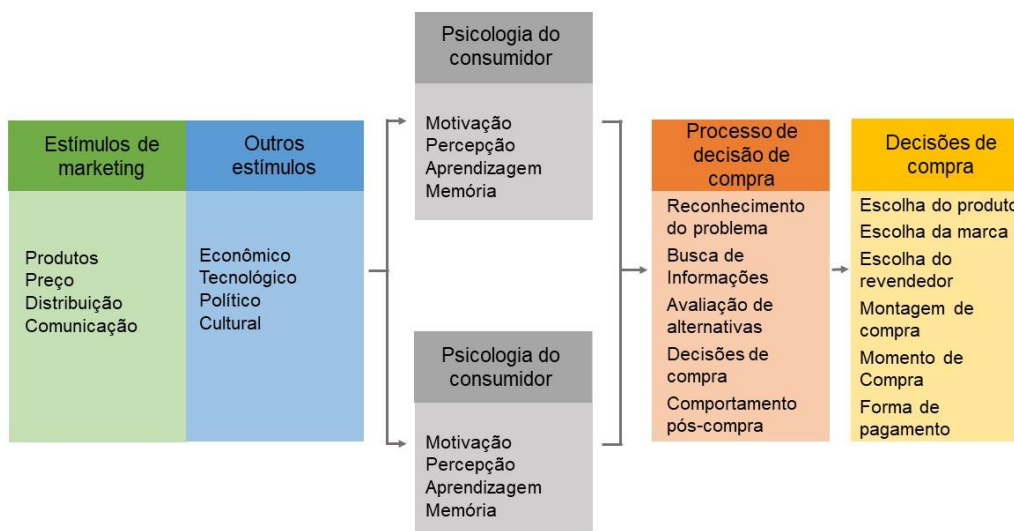 Estímulos de
marketing
Produtos
Preço
Distribuição
Comunicação
Outros
estímulos
Econômico
Tecnológico
Político
Cultural
Psicologia do
consumidor
Motivação
Percepção
Aprendizagem
Memória
Psicologia do
consumidor
Motivação
Percepção
Aprendizagem
Memória
Processo de
decisão de
compra
Reconhecimento
do problema
Busca de
Informações
Avaliação de
alternativas
Decisões de
compra
Comportamento
pós-compra
Decisões de
compra
Escolha do produto
Escolha da marca
Escolha do
revendedor
Montagem de
compra
Momento de
Compra
Forma de
pagamento